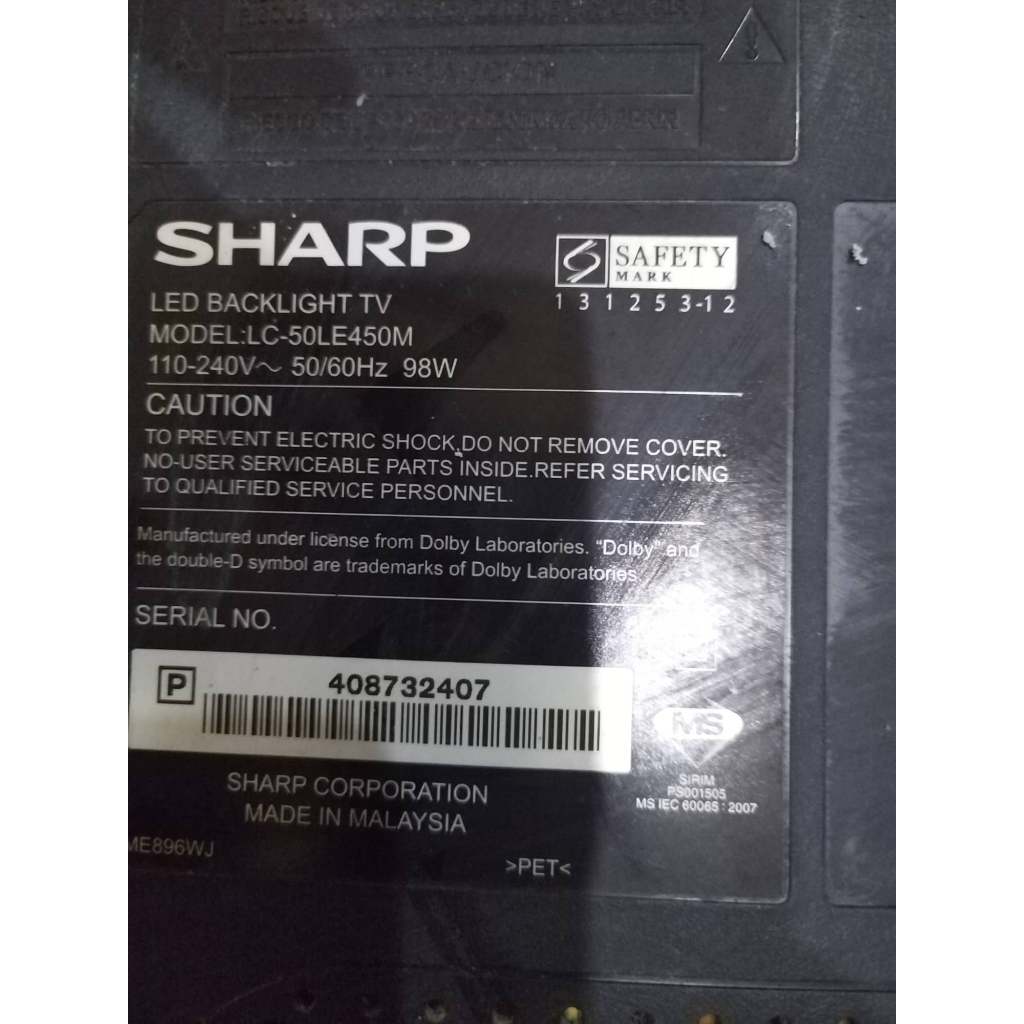 SHARP
SAFETY
MARK
1 3 1 2 5 3-1 2
LED BACKLIGHT TV
MODEL:LC-50LE450M
110-240V～ 50/60Hz 98W
CAUTION
TO PREVENT ELECTRIC SHOCK,DO NOT REMOVE COVER.
NO-USER SERVICEABLE PARTS INSIDE.REFER SERVICING
TO QUALIFIED SERVICE PERSONNEL.
Manufactured under license from Dolby Laboratories. "Dolby" and
the double-D symbol are trademarks of Dolby Laboratories
SERIAL NO.
P
408732407
MS
SIRIM
PS001505
MS IEC 60065 : 2007
SHARP CORPORATION
MADE IN MALAYSIA
ME896WJ
>PET<